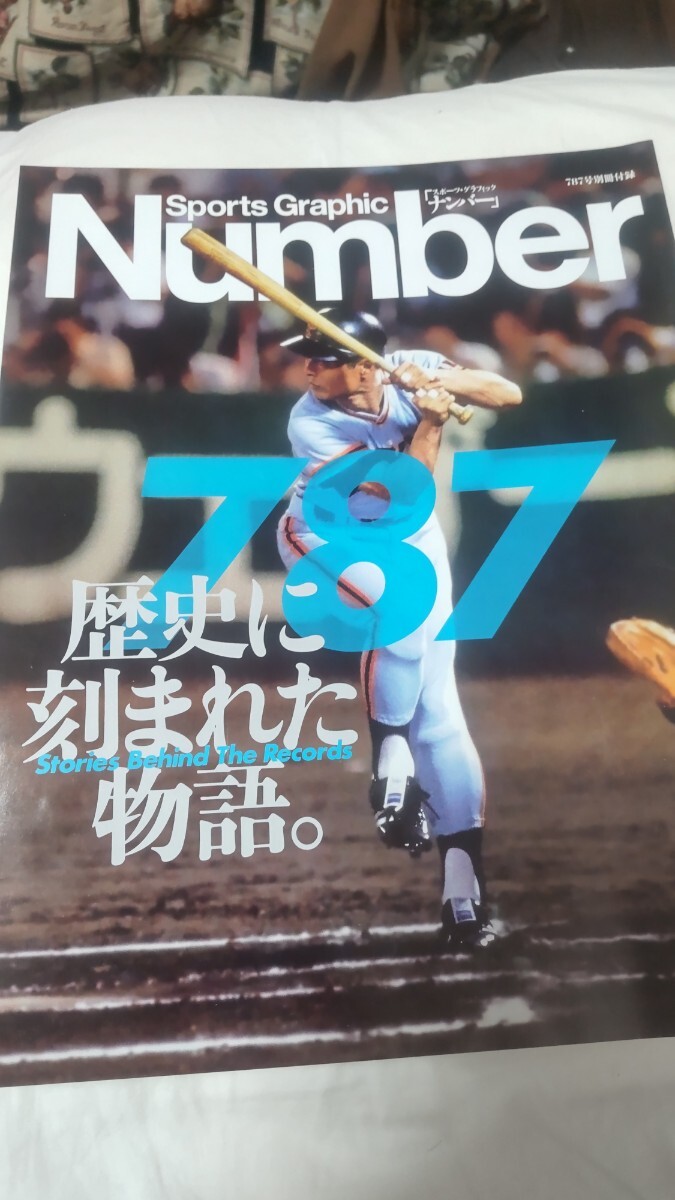 787号別冊付録
Sports Graphic
スポーツ・グラフィック
Number
「ナンバー」
787
歴史に
刻まれた
Stories Behind The Records
物語。